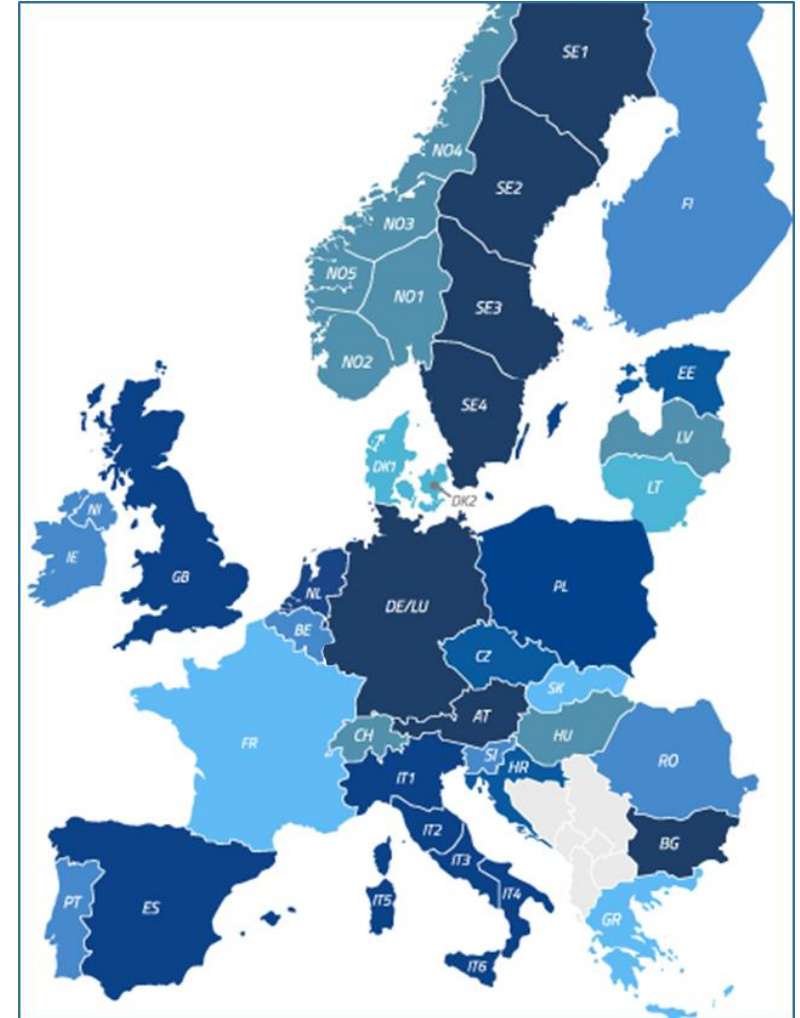 SE1
NO4
SE2
FI
NO3
NO5
NO1
SE3
NO2
EE
SE4
LV
DK1
LT
DK2
NI
IE
GB
NL
DE/LU
PL
BE
CZ
SK
AT
FR
CH
HU
SI
HR
RO
IT1
IT2
BG
IT3
PT
ES
IT5
IT4
GR
IT6